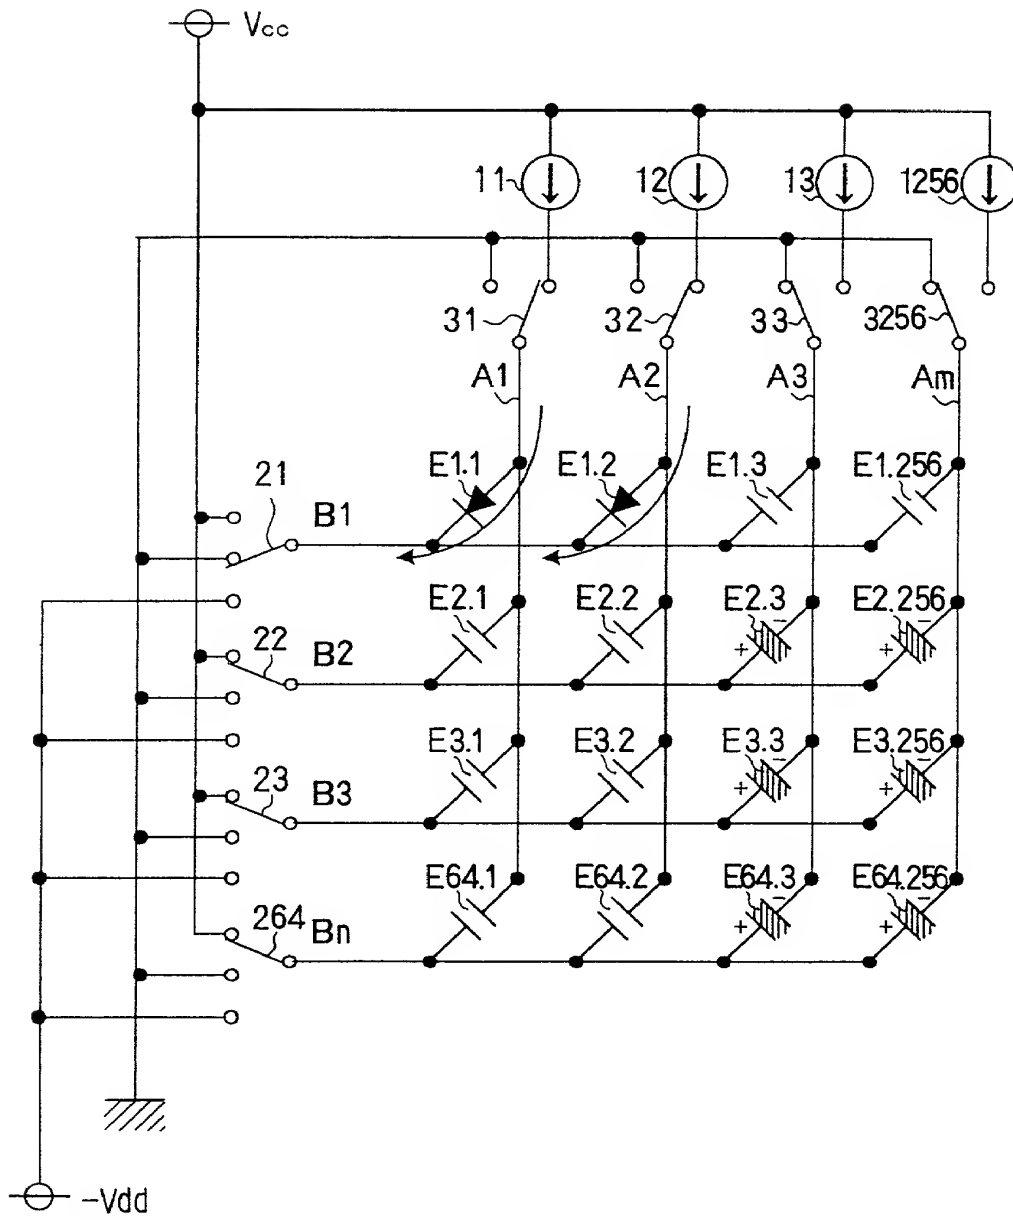 Vcc
11 12 13 1256
31 32 33 3256
A1 A2 A3 Am
E1.1 E1.2 E1.3 E1.256
21 B1
E2.1 E2.2 E2.3 E2.256
22 B2
+ - + -
E3.1 E3.2 E3.3 E3.256
23 B3
+ - + -
E64.1 E64.2 E64.3 E64.256
264 Bn
+ - + -
-Vdd